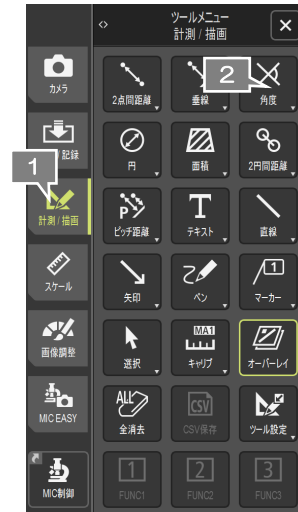 <> ツールメニュー
計測 / 描画
カメラ
記録
計測 / 描画
スケール
画像調整
MIC EASY
MIC制御
2点間距離
垂線
角度
円
面積
2円間距離
P
ピッチ距離
T
テキスト
直線
矢印
ペン
1
マーカー
選択
MA1
キャリブ
オーバーレイ
ALL
全消去
CSV
CSV保存
ツール設定
1
FUNC1
2
FUNC2
3
FUNC3
1
2